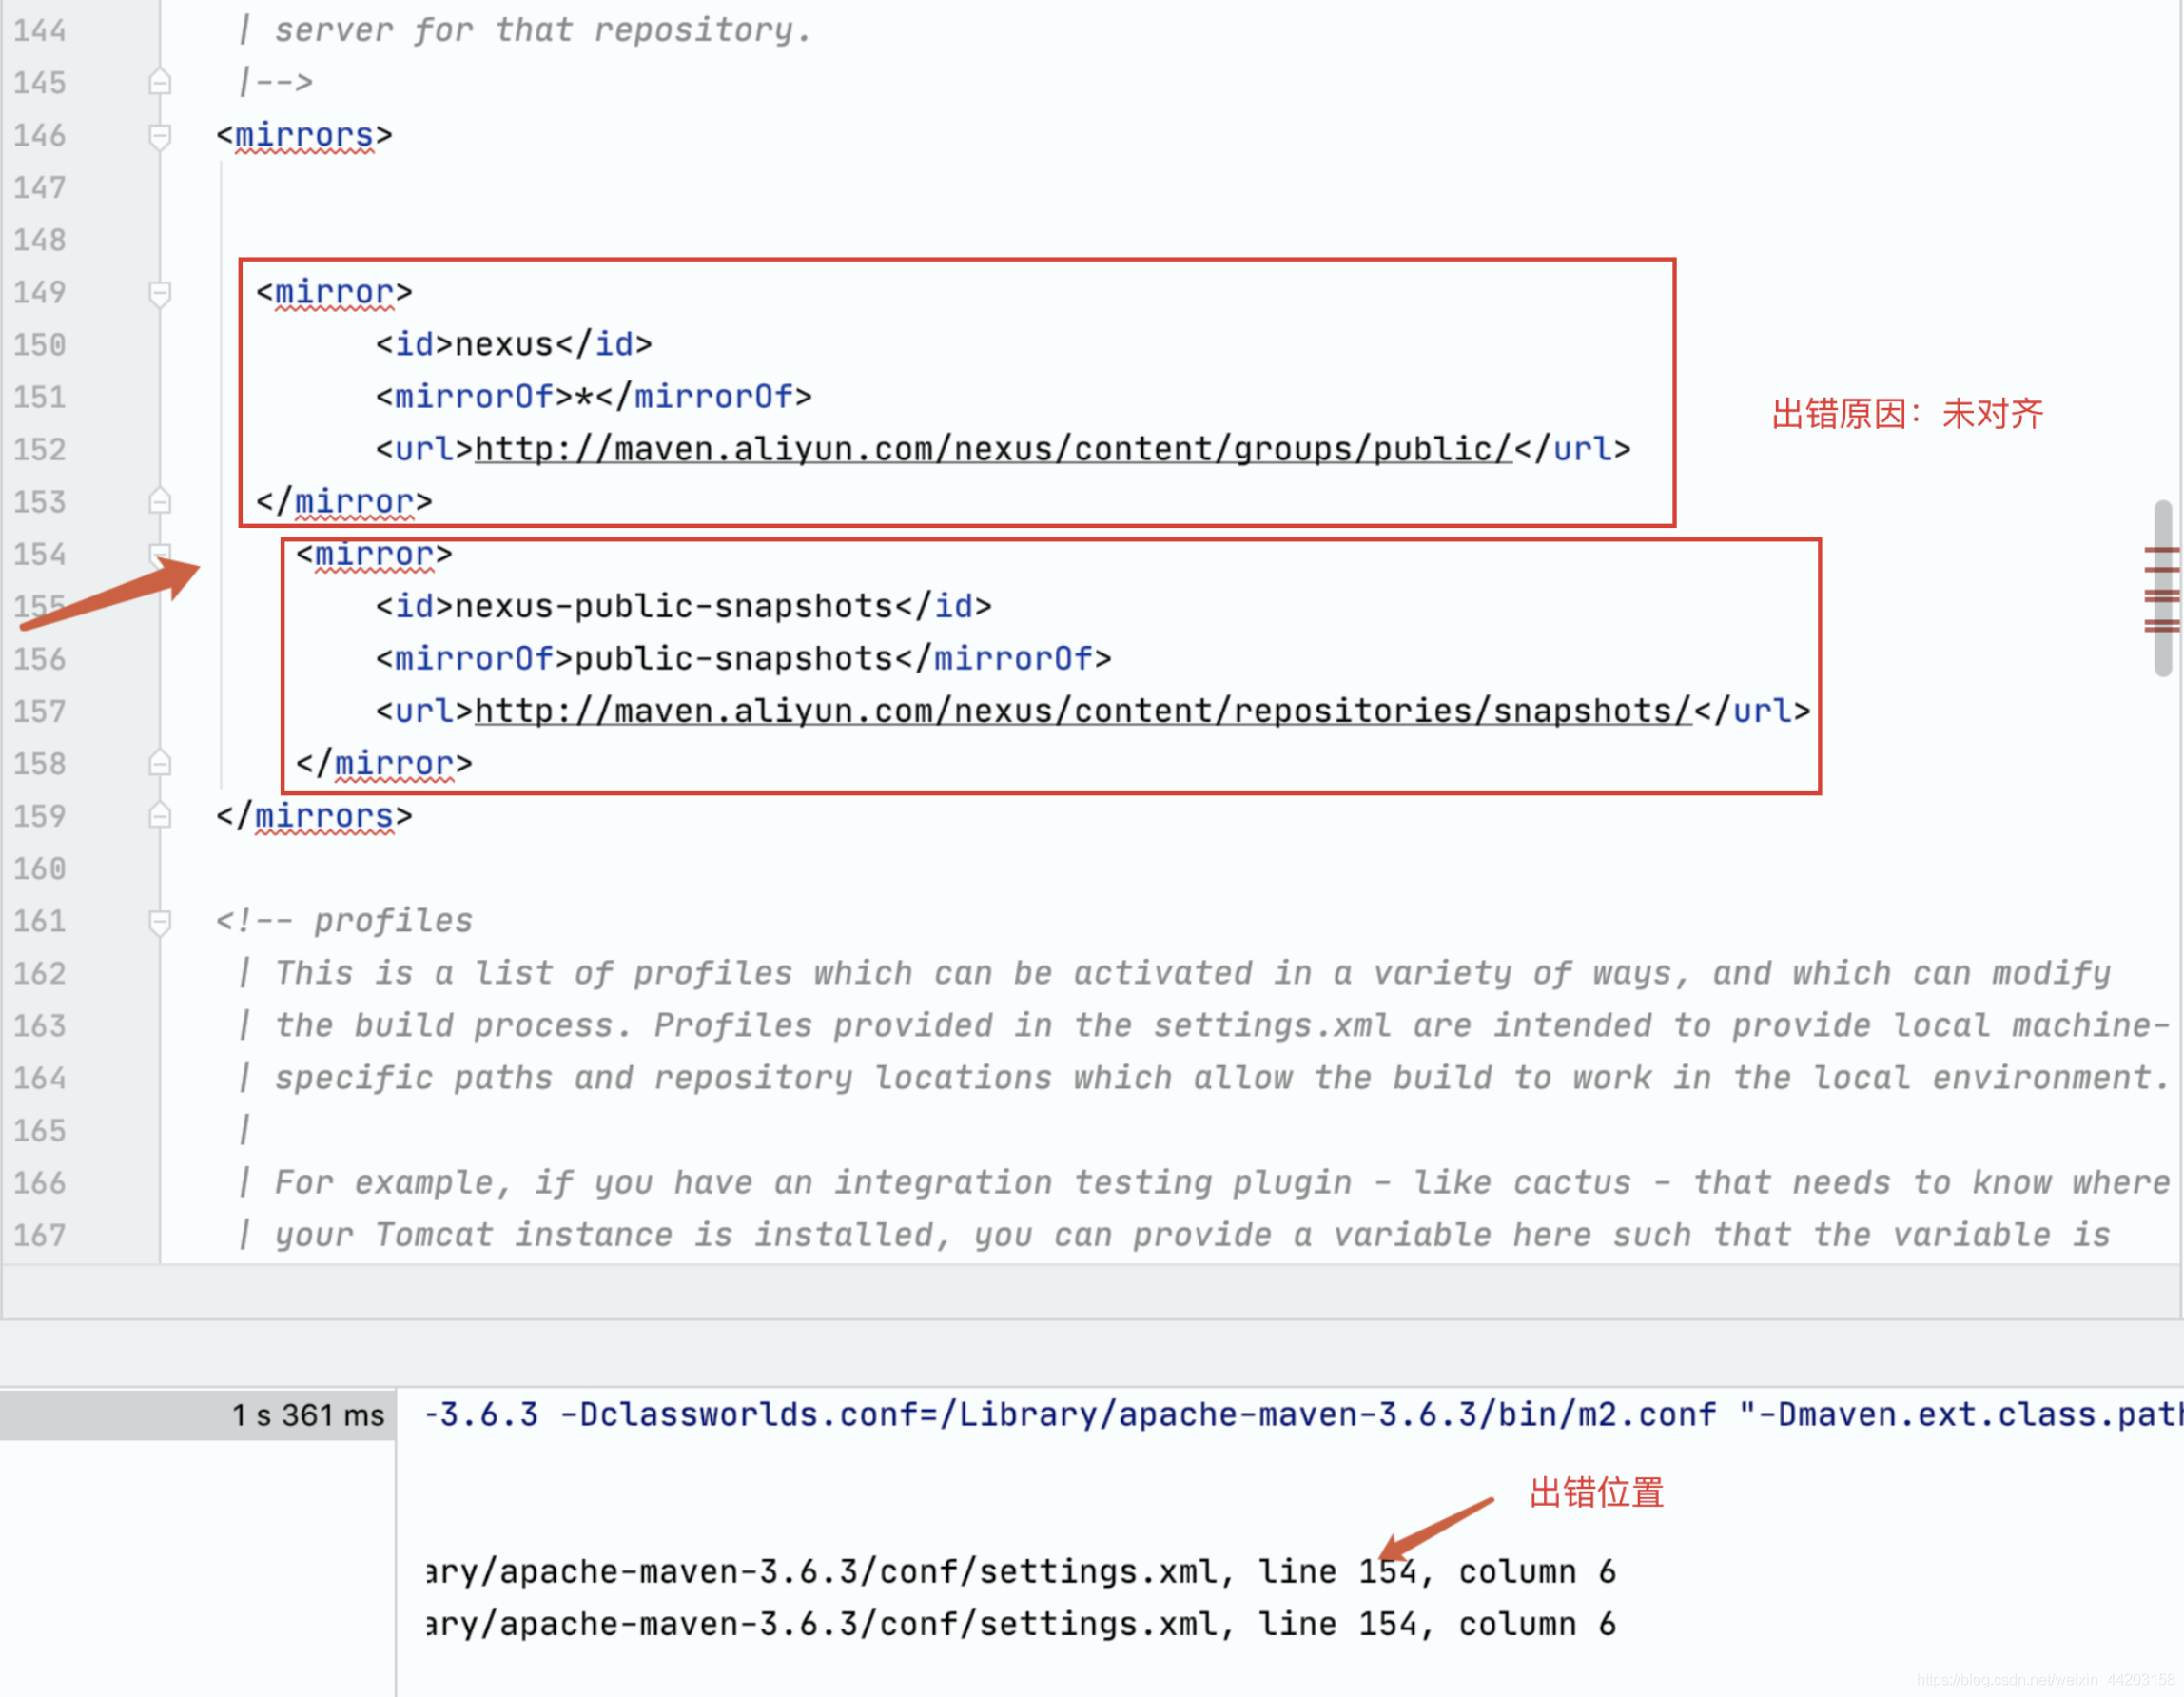 144 | server for that repository.
145 |-->
146 <mirrors>
147
148
149 <mirror>
150 <id>nexus</id>
151 <mirrorOf>*</mirrorOf>
出错原因：未对齐
152 <url>http://maven.aliyun.com/nexus/content/groups/public/</url>
153 </mirror>
154 <mirror>
155 <id>nexus-public-snapshots</id>
156 <mirrorOf>public-snapshots</mirrorOf>
157 <url>http://maven.aliyun.com/nexus/content/repositories/snapshots/</url>
158 </mirror>
159 </mirrors>
160
161 <!-- profiles
162 | This is a list of profiles which can be activated in a variety of ways, and which can modify
163 | the build process. Profiles provided in the settings.xml are intended to provide local machine-
164 | specific paths and repository locations which allow the build to work in the local environment.
165 |
166 | For example, if you have an integration testing plugin - like cactus - that needs to know where
167 | your Tomcat instance is installed, you can provide a variable here such that the variable is
1 s 361 ms
-3.6.3 -Dclassworlds.conf=/Library/apache-maven-3.6.3/bin/m2.conf "-Dmaven.ext.class.path
出错位置
ary/apache-maven-3.6.3/conf/settings.xml, line 154, column 6
ary/apache-maven-3.6.3/conf/settings.xml, line 154, column 6
https://blog.csdn.net/weixin_44203158